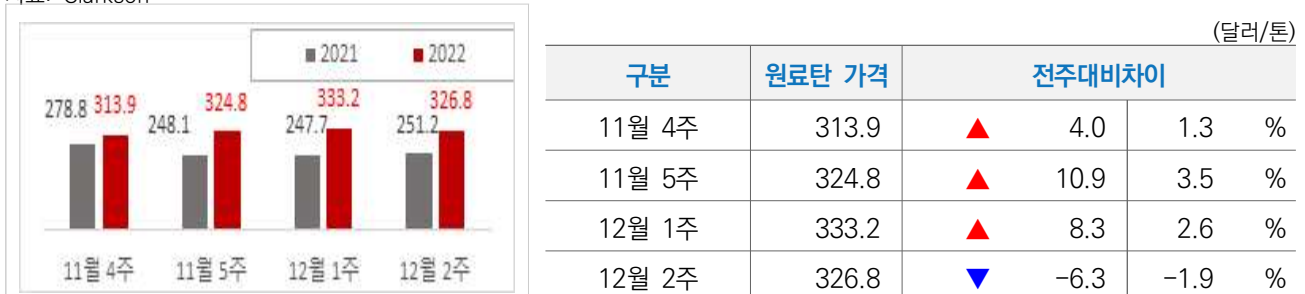 자료: Clarkson
■ 2021 ■ 2022
278.8 313.9 248.1 324.8 247.7 333.2 251.2 326.8
11월 4주 11월 5주 12월 1주 12월 2주
(달러/톤)
구분 원료탄 가격 전주대비차이
11월 4주 313.9 ▲ 4.0 1.3 %
11월 5주 324.8 ▲ 10.9 3.5 %
12월 1주 333.2 ▲ 8.3 2.6 %
12월 2주 326.8 ▼ -6.3 -1.9 %